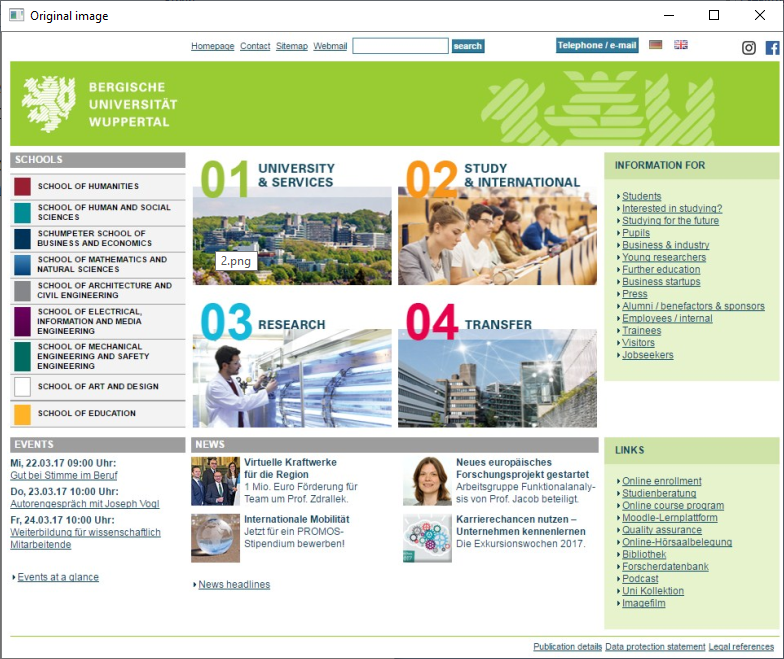 Original image
Homepage Contact Sitemap Webmail search Telephone / e-mail
BERGISCHE
UNIVERSITÄT
WUPPERTAL
SCHOOLS
SCHOOL OF HUMANITIES
SCHOOL OF HUMAN AND SOCIAL
SCIENCES
SCHUMPETER SCHOOL OF
BUSINESS AND ECONOMICS
SCHOOL OF MATHEMATICS AND
NATURAL SCIENCES
SCHOOL OF ARCHITECTURE AND
CIVIL ENGINEERING
SCHOOL OF ELECTRICAL,
INFORMATION AND MEDIA
ENGINEERING
SCHOOL OF MECHANICAL
ENGINEERING AND SAFETY
ENGINEERING
SCHOOL OF ART AND DESIGN
SCHOOL OF EDUCATION
01 UNIVERSITY
& SERVICES
2.png
02 STUDY
& INTERNATIONAL
03 RESEARCH
04 TRANSFER
INFORMATION FOR
Students
Interested in studying?
Studying for the future
Pupils
Business & industry
Young researchers
Further education
Business startups
Press
Alumni / benefactors & sponsors
Employees / internal
Trainees
Visitors
Jobseekers
EVENTS
Mi, 22.03.17 09:00 Uhr:
Gut bei Stimme im Beruf
Do, 23.03.17 10:00 Uhr:
Autorengespräch mit Joseph Vogl
Fr, 24.03.17 10:00 Uhr:
Weiterbildung für wissenschaftlich
Mitarbeitende
Events at a glance
NEWS
Virtuelle Kraftwerke
für die Region
1 Mio. Euro Förderung für
Team um Prof. Zdrallek.
Internationale Mobilität
Jetzt für ein PROMOS-
Stipendium bewerben!
News headlines
Neues europäisches
Forschungsprojekt gestartet
Arbeitsgruppe Funktionalanaly-
sis von Prof. Jacob beteiligt.
Karrierechancen nutzen –
Unternehmen kennenlernen
Die Exkursionswochen 2017.
LINKS
Online enrollment
Studienberatung
Online course program
Moodle-Lernplattform
Quality assurance
Online-Hörsaalbelegung
Bibliothek
Forscherdatenbank
Podcast
Uni Kollektion
Imagefilm
Publication details Data protection statement Legal references